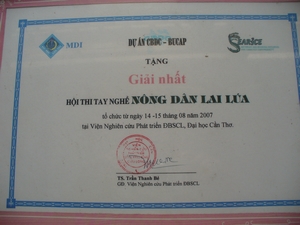 MDI
DỰ ÁN CBDC - BUCAP
SEARICE
TẶNG
Giải nhất
HỘI THI TAY NGHỀ NÔNG DÂN LAI LÚA
tổ chức từ ngày 14 -15 tháng 08 năm 2007
tại Viện Nghiên cứu Phát triển ĐBSCL, Đại học Cần Thơ.
TS. Trần Thanh Bé
GĐ: Viện Nghiên cứu Phát triển ĐBSCL